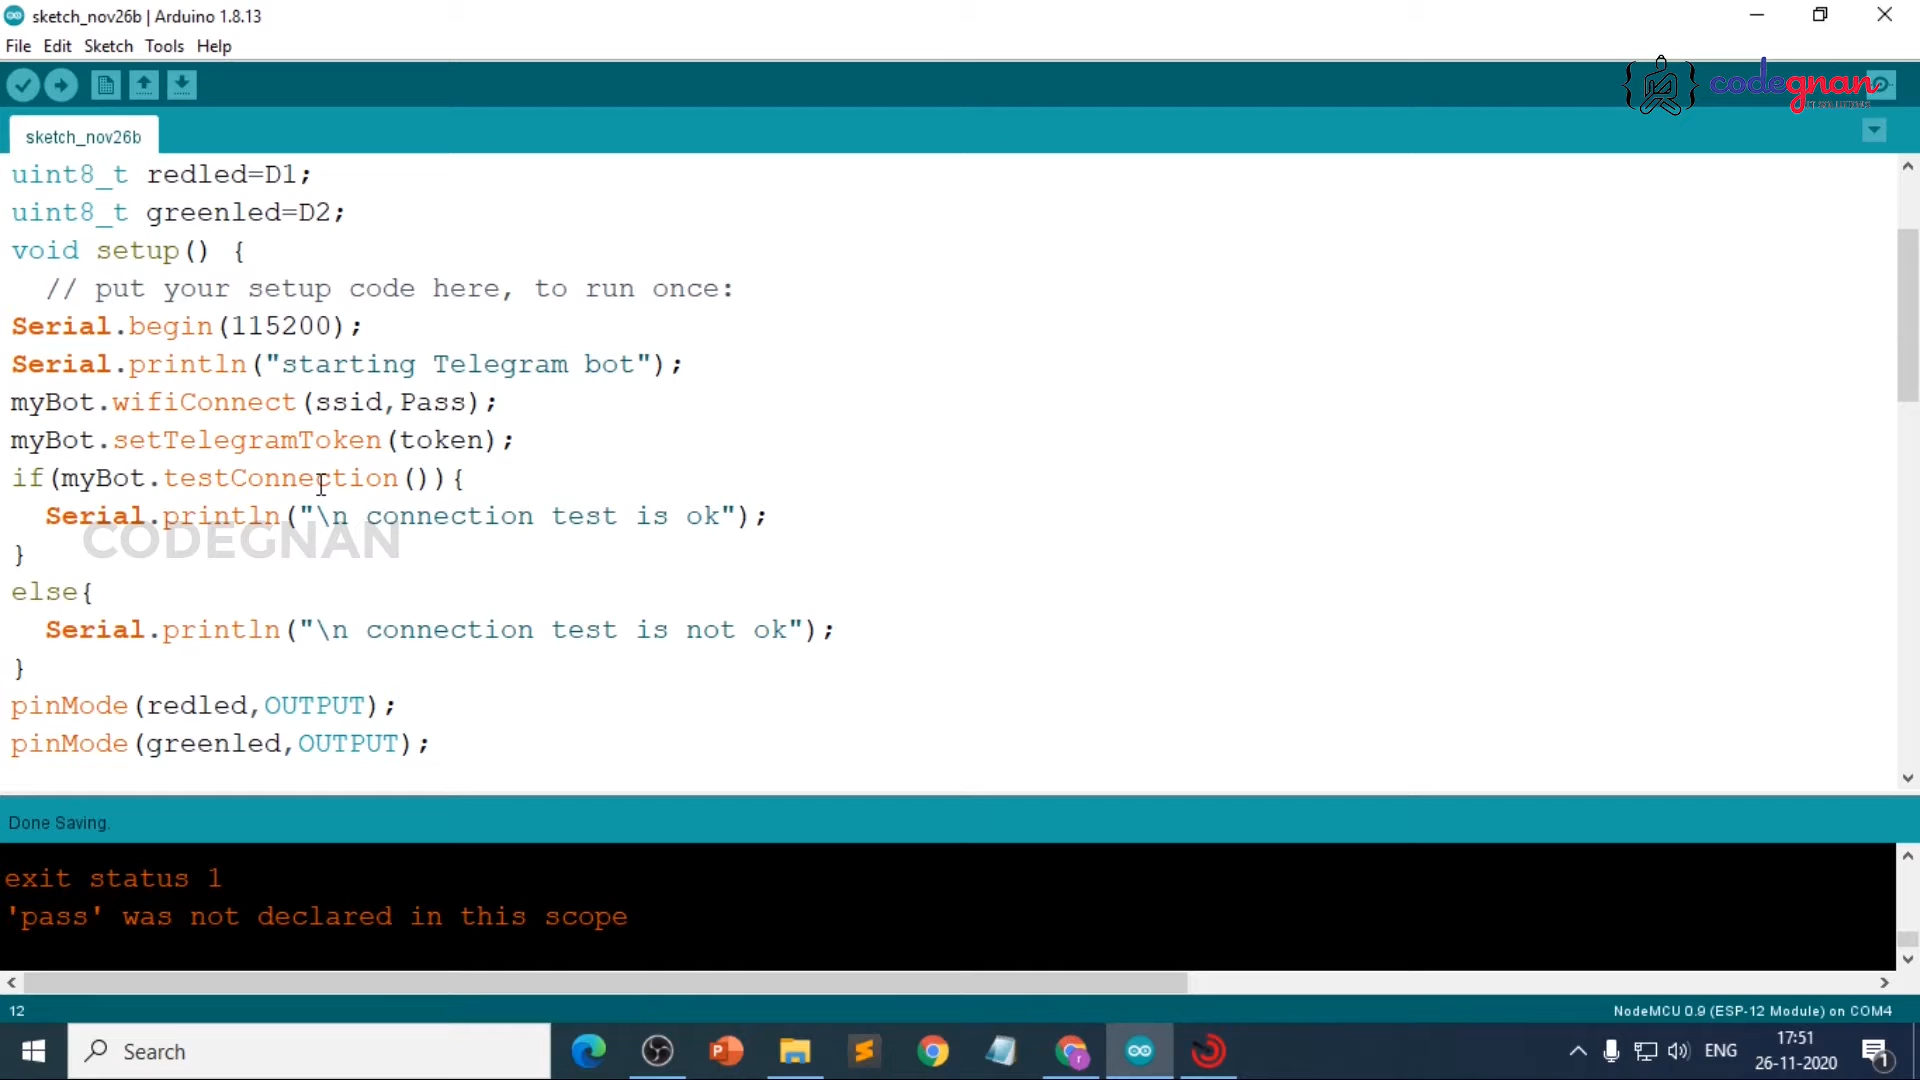 sketch_nov26b | Arduino 1.8.13
File Edit Sketch Tools Help
codegnan
IT SOLUTIONS
sketch_nov26b
uint8_t redled=D1;
uint8_t greenled=D2;
void setup() {
// put your setup code here, to run once:
Serial.begin(115200);
Serial.println("starting Telegram bot");
myBot.wifiConnect(ssid,Pass);
myBot.setTelegramToken(token);
if(myBot.testConnection()){
Serial.println("\n connection test is ok");
CODEGNAN
}
else{
Serial.println("\n connection test is not ok");
}
pinMode(redled,OUTPUT);
pinMode(greenled,OUTPUT);
Done Saving.
exit status 1
'pass' was not declared in this scope
12
NodeMCU 0.9 (ESP-12 Module) on COM4
Search
ENG
17:51
26-11-2020
1